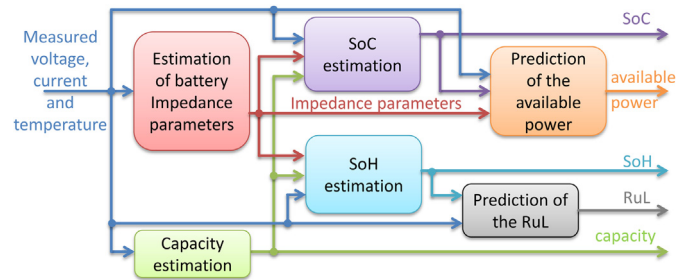 Measured
voltage,
current
and
temperature
Estimation
of battery
Impedance
parameters
SoC
estimation
Prediction
of the
available
power
SoC
available
power
Impedance parameters
SoH
estimation
Prediction of
the RuL
SoH
RuL
Capacity
estimation
capacity